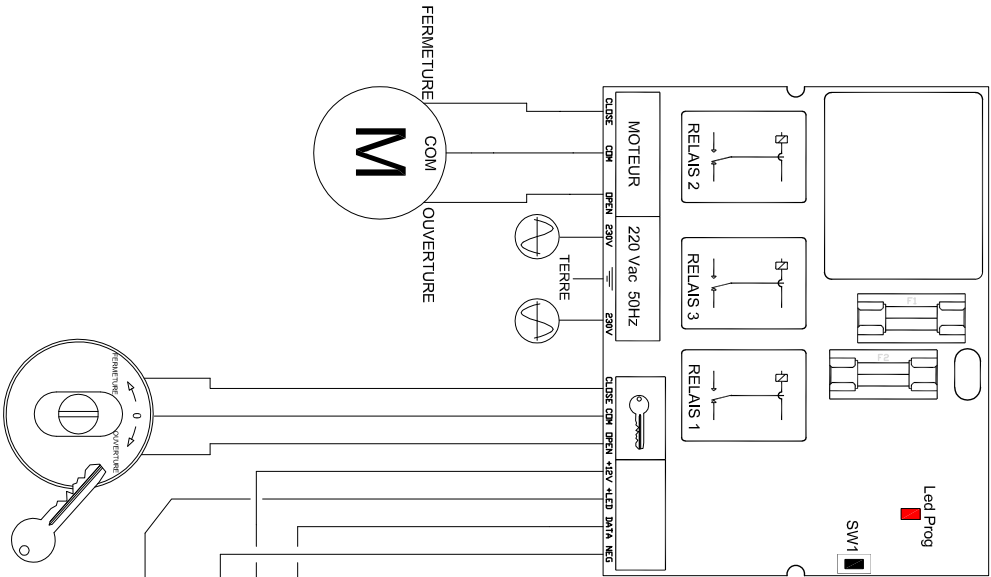 FERMETURE
COM
OUVERTURE
M
CLOSE
COM
OPEN
230V
230V
MOTEUR
220 Vac 50Hz
TERRE
RELAIS 2
RELAIS 3
RELAIS 1
F1
F2
Led Prog
SW1
CLOSE
COM
OPEN
+12V
+LED
DATA
NEG
FERMETURE
0
OUVERTURE